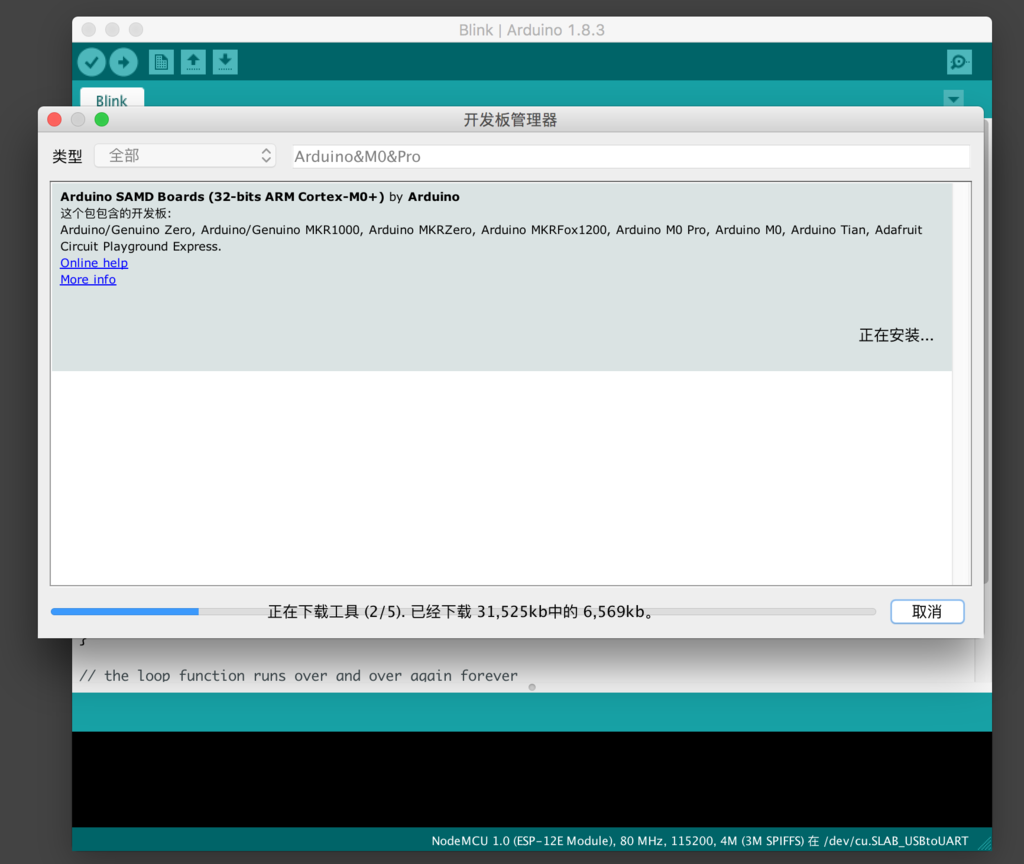 Blink | Arduino 1.8.3
Blink
开发板管理器
类型
全部
Arduino&M0&Pro
Arduino SAMD Boards (32-bits ARM Cortex-M0+) by Arduino
这个包包含的开发板:
Arduino/Genuino Zero, Arduino/Genuino MKR1000, Arduino MKRZero, Arduino MKRFox1200, Arduino M0 Pro, Arduino M0, Arduino Tian, Adafruit
Circuit Playground Express.
Online help
More info
正在安装...
正在下载工具 (2/5). 已经下载 31,525kb中的 6,569kb。
取消
}
// the loop function runs over and over again forever
NodeMCU 1.0 (ESP-12E Module), 80 MHz, 115200, 4M (3M SPIFFS) 在 /dev/cu.SLAB_USBtoUART